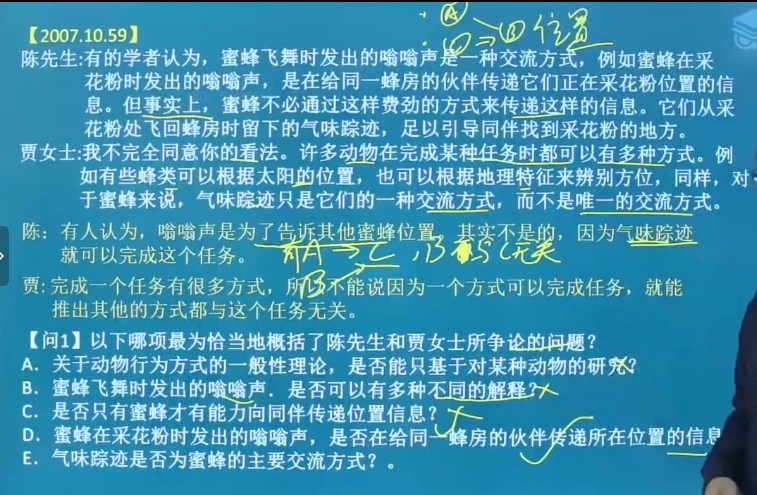 【2007.10.59】
位置
陈先生:有的学者认为，蜜蜂飞舞时发出的嗡嗡声是一种交流方式，例如蜜蜂在采
花粉时发出的嗡嗡声，是在给同一蜂房的伙伴传递它们正在采花粉位置的信
息。但事实上，蜜蜂不必通过这样费劲的方式来传递这样的信息。它们从采
花粉处飞回蜂房时留下的气味踪迹，足以引导同伴找到采花粉的地方。
贾女士:我不完全同意你的看法。许多动物在完成某种任务时都可以有多种方式。例
如有些蜂类可以根据太阳的位置，也可以根据地理特征来辨别方位，同样，对
于蜜蜂来说，气味踪迹只是它们的一种交流方式，而不是唯一的交流方式。
陈：有人认为，嗡嗡声是为了告诉其他蜜蜂位置。其实不是的，因为气味踪迹
就可以完成这个任务。
有A→C，B与C无关
B
贾:完成一个任务有很多方式，所以不能说因为一个方式可以完成任务，就能
推出其他的方式都与这个任务无关。
【问1】以下哪项最为恰当地概括了陈先生和贾女士所争论的问题？
A．关于动物行为方式的一般性理论，是否能只基于对某种动物的研究？
B．蜜蜂飞舞时发出的嗡嗡声．是否可以有多种不同的解释？
C．是否只有蜜蜂才有能力向同伴传递位置信息？
D．蜜蜂在采花粉时发出的嗡嗡声，是否在给同一蜂房的伙伴传递所在位置的信息
E．气味踪迹是否为蜜蜂的主要交流方式？。